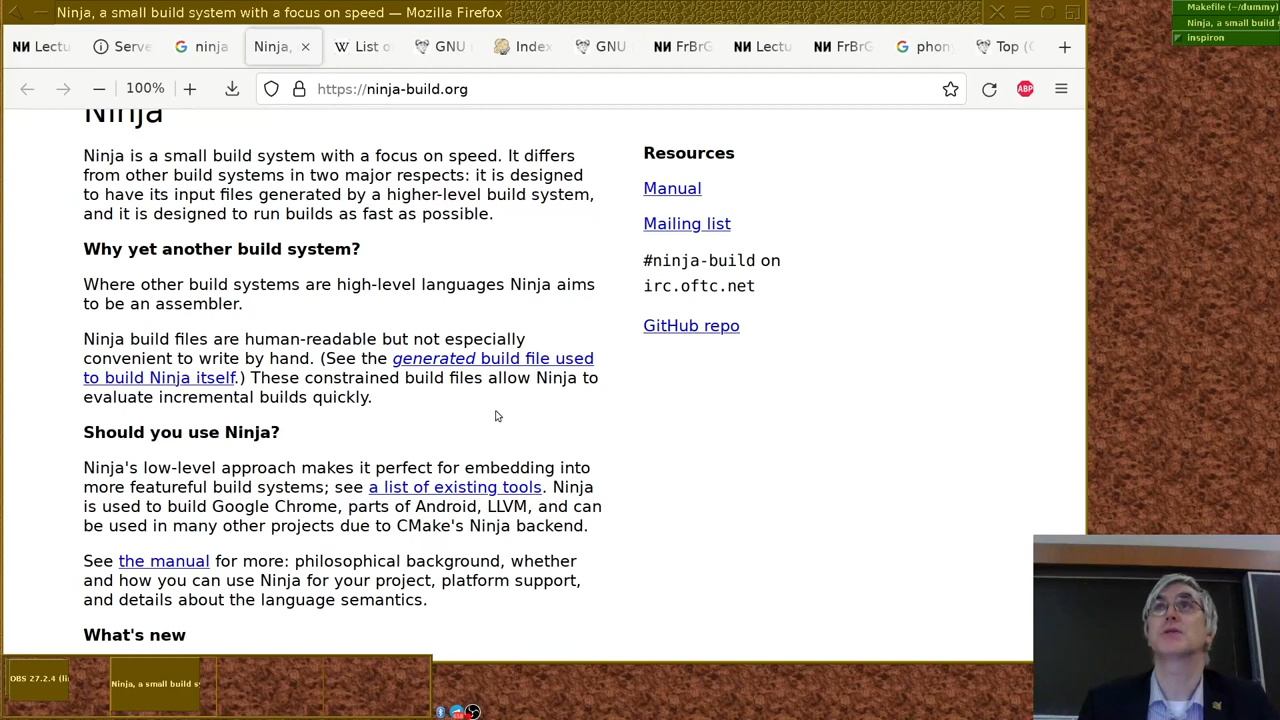 Ninja, a small build system with a focus on speed — Mozilla Firefox
Makefile (~/dummy)
Ninja, a small build
inspiron
Lectu
Serve
ninja
Ninja,
List o
GNU
Index
GNU
FrBrG
Lectu
FrBrG
phon
Top (
100%
https://ninja-build.org
ABP
Ninja
Ninja is a small build system with a focus on speed. It differs
from other build systems in two major respects: it is designed
to have its input files generated by a higher-level build system,
and it is designed to run builds as fast as possible.
Why yet another build system?
Where other build systems are high-level languages Ninja aims
to be an assembler.
Ninja build files are human-readable but not especially
convenient to write by hand. (See the generated build file used
to build Ninja itself.) These constrained build files allow Ninja to
evaluate incremental builds quickly.
Should you use Ninja?
Ninja's low-level approach makes it perfect for embedding into
more featureful build systems; see a list of existing tools. Ninja
is used to build Google Chrome, parts of Android, LLVM, and can
be used in many other projects due to CMake's Ninja backend.
See the manual for more: philosophical background, whether
and how you can use Ninja for your project, platform support,
and details about the language semantics.
What's new
Resources
Manual
Mailing list
#ninja-build on
irc.oftc.net
GitHub repo
OBS 27.2.4 (li
Ninja, a small build s